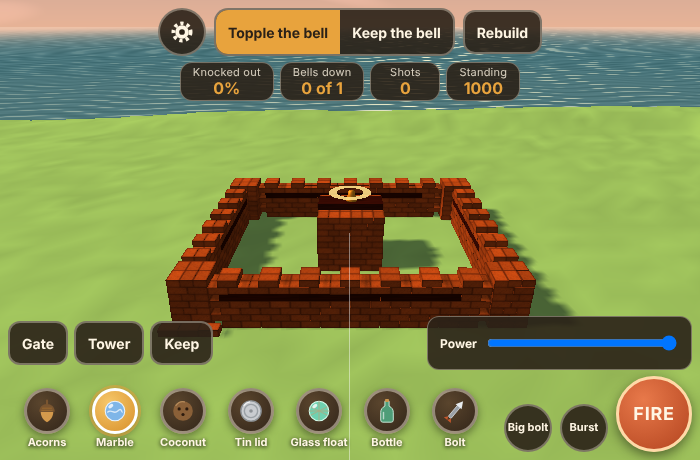 Topple the bell
Keep the bell
Rebuild
Knocked out
0%
Bells down
0 of 1
Shots
0
Standing
1000
Gate
Tower
Keep
Power
Acorns
Marble
Coconut
Tin lid
Glass float
Bottle
Bolt
Big bolt
Burst
FIRE